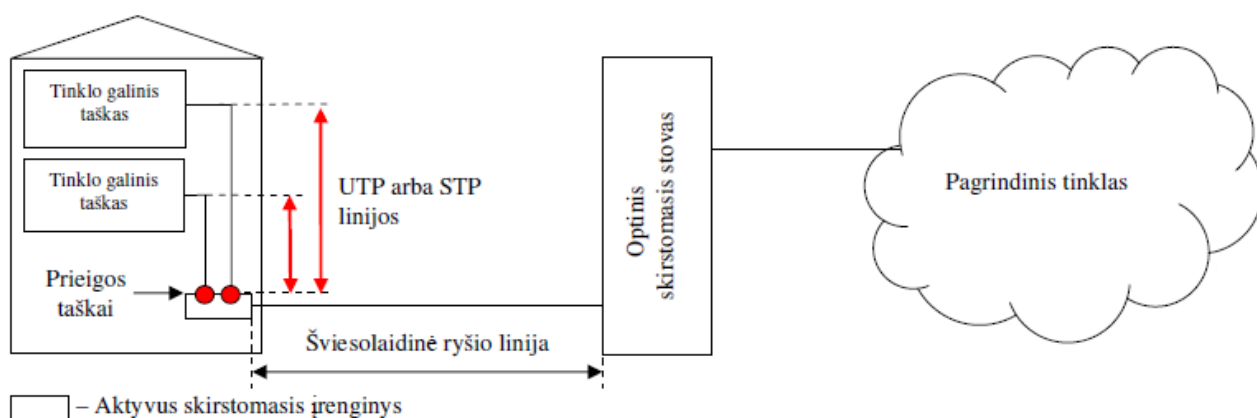 Tinklo galinis
taškas
Tinklo galinis
taškas
UTP arba STP
linijos
Prieigos
taškai
Šviesolaidinė ryšio linija
Optinis
skirstomasis stovas
Pagrindinis tinklas
– Aktyvus skirstomasis įrenginys